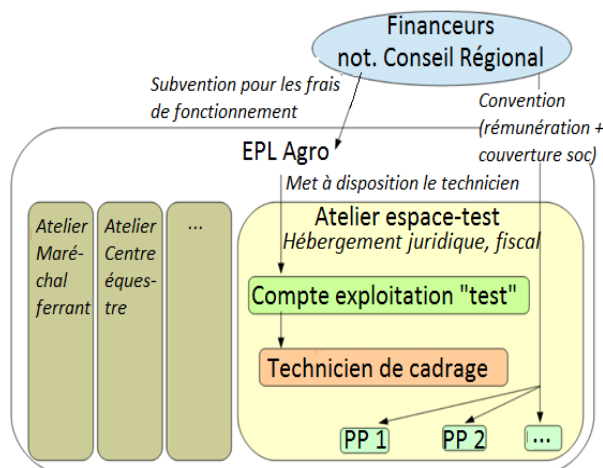 Financeurs
not. Conseil Régional
Subvention pour les frais
de fonctionnement
Convention
(rémunération +
couverture soc)
EPL Agro
Met à disposition le technicien
Atelier
Maré-
chal
ferrant
Atelier
Centre
éques-
tre
...
Atelier espace-test
Hébergement juridique, fiscal
Compte exploitation "test"
Technicien de cadrage
PP 1
PP 2
...